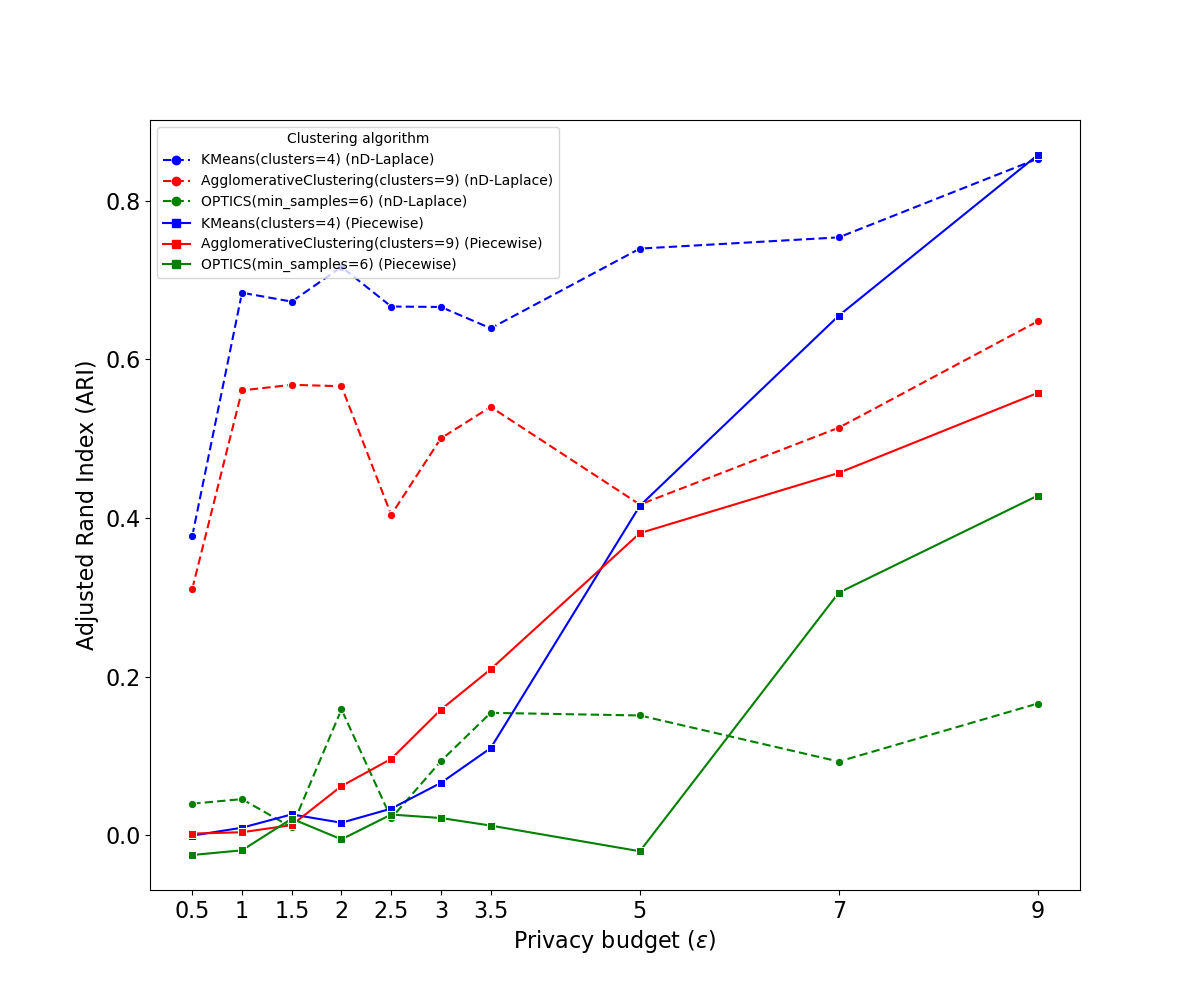 Clustering algorithm
KMeans(clusters=4) (nD-Laplace)
AgglomerativeClustering(clusters=9) (nD-Laplace)
OPTICS(min_samples=6) (nD-Laplace)
KMeans(clusters=4) (Piecewise)
AgglomerativeClustering(clusters=9) (Piecewise)
OPTICS(min_samples=6) (Piecewise)
Adjusted Rand Index (ARI)
0.8
0.6
0.4
0.2
0.0
0.5 1 1.5 2 2.5 3 3.5 5 7 9
Privacy budget (ε)